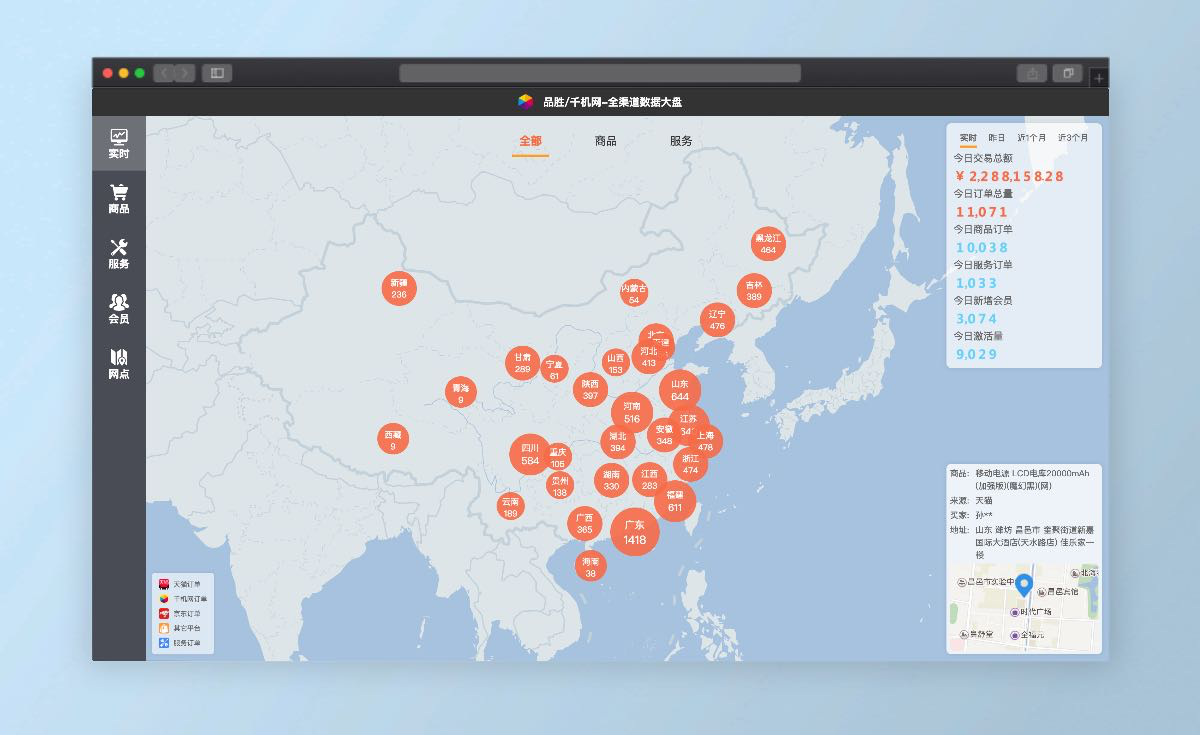 品胜/千机网-全渠道数据大盘
实时
商品
服务
会员
网点
全部 商品 服务
黑龙江
464
吉林
389
新疆
236
内蒙古
54
辽宁
476
北京
河北
413
山西
153
甘肃
289
宁夏
61
陕西
397
山东
644
青海
9
河南
516
江苏
安徽
348
上海
478
西藏
9
湖北
394
四川
584
重庆
105
浙江
474
贵州
138
湖南
330
江西
283
福建
611
云南
189
广西
365
广东
1418
海南
38
实时 昨日 近1个月 近3个月
今日交易总额
¥ 2,288,158.28
今日订单总量
11,071
今日商品订单
10,038
今日服务订单
1,033
今日新增会员
3,074
今日激活量
9,029
商品: 移动电源 LCD电库20000mAh
(加强版)(魔幻黑)(网)
来源: 天猫
买家: 孙**
地址: 山东 潍坊 昌邑市 奎聚街道新嘉
国际大酒店(天水路店) 佳乐家一
楼
昌邑市实验中
北海
昌邑宾馆
时代广场
全福元
天猫订单
千机网订单
京东订单
其它平台
服务订单